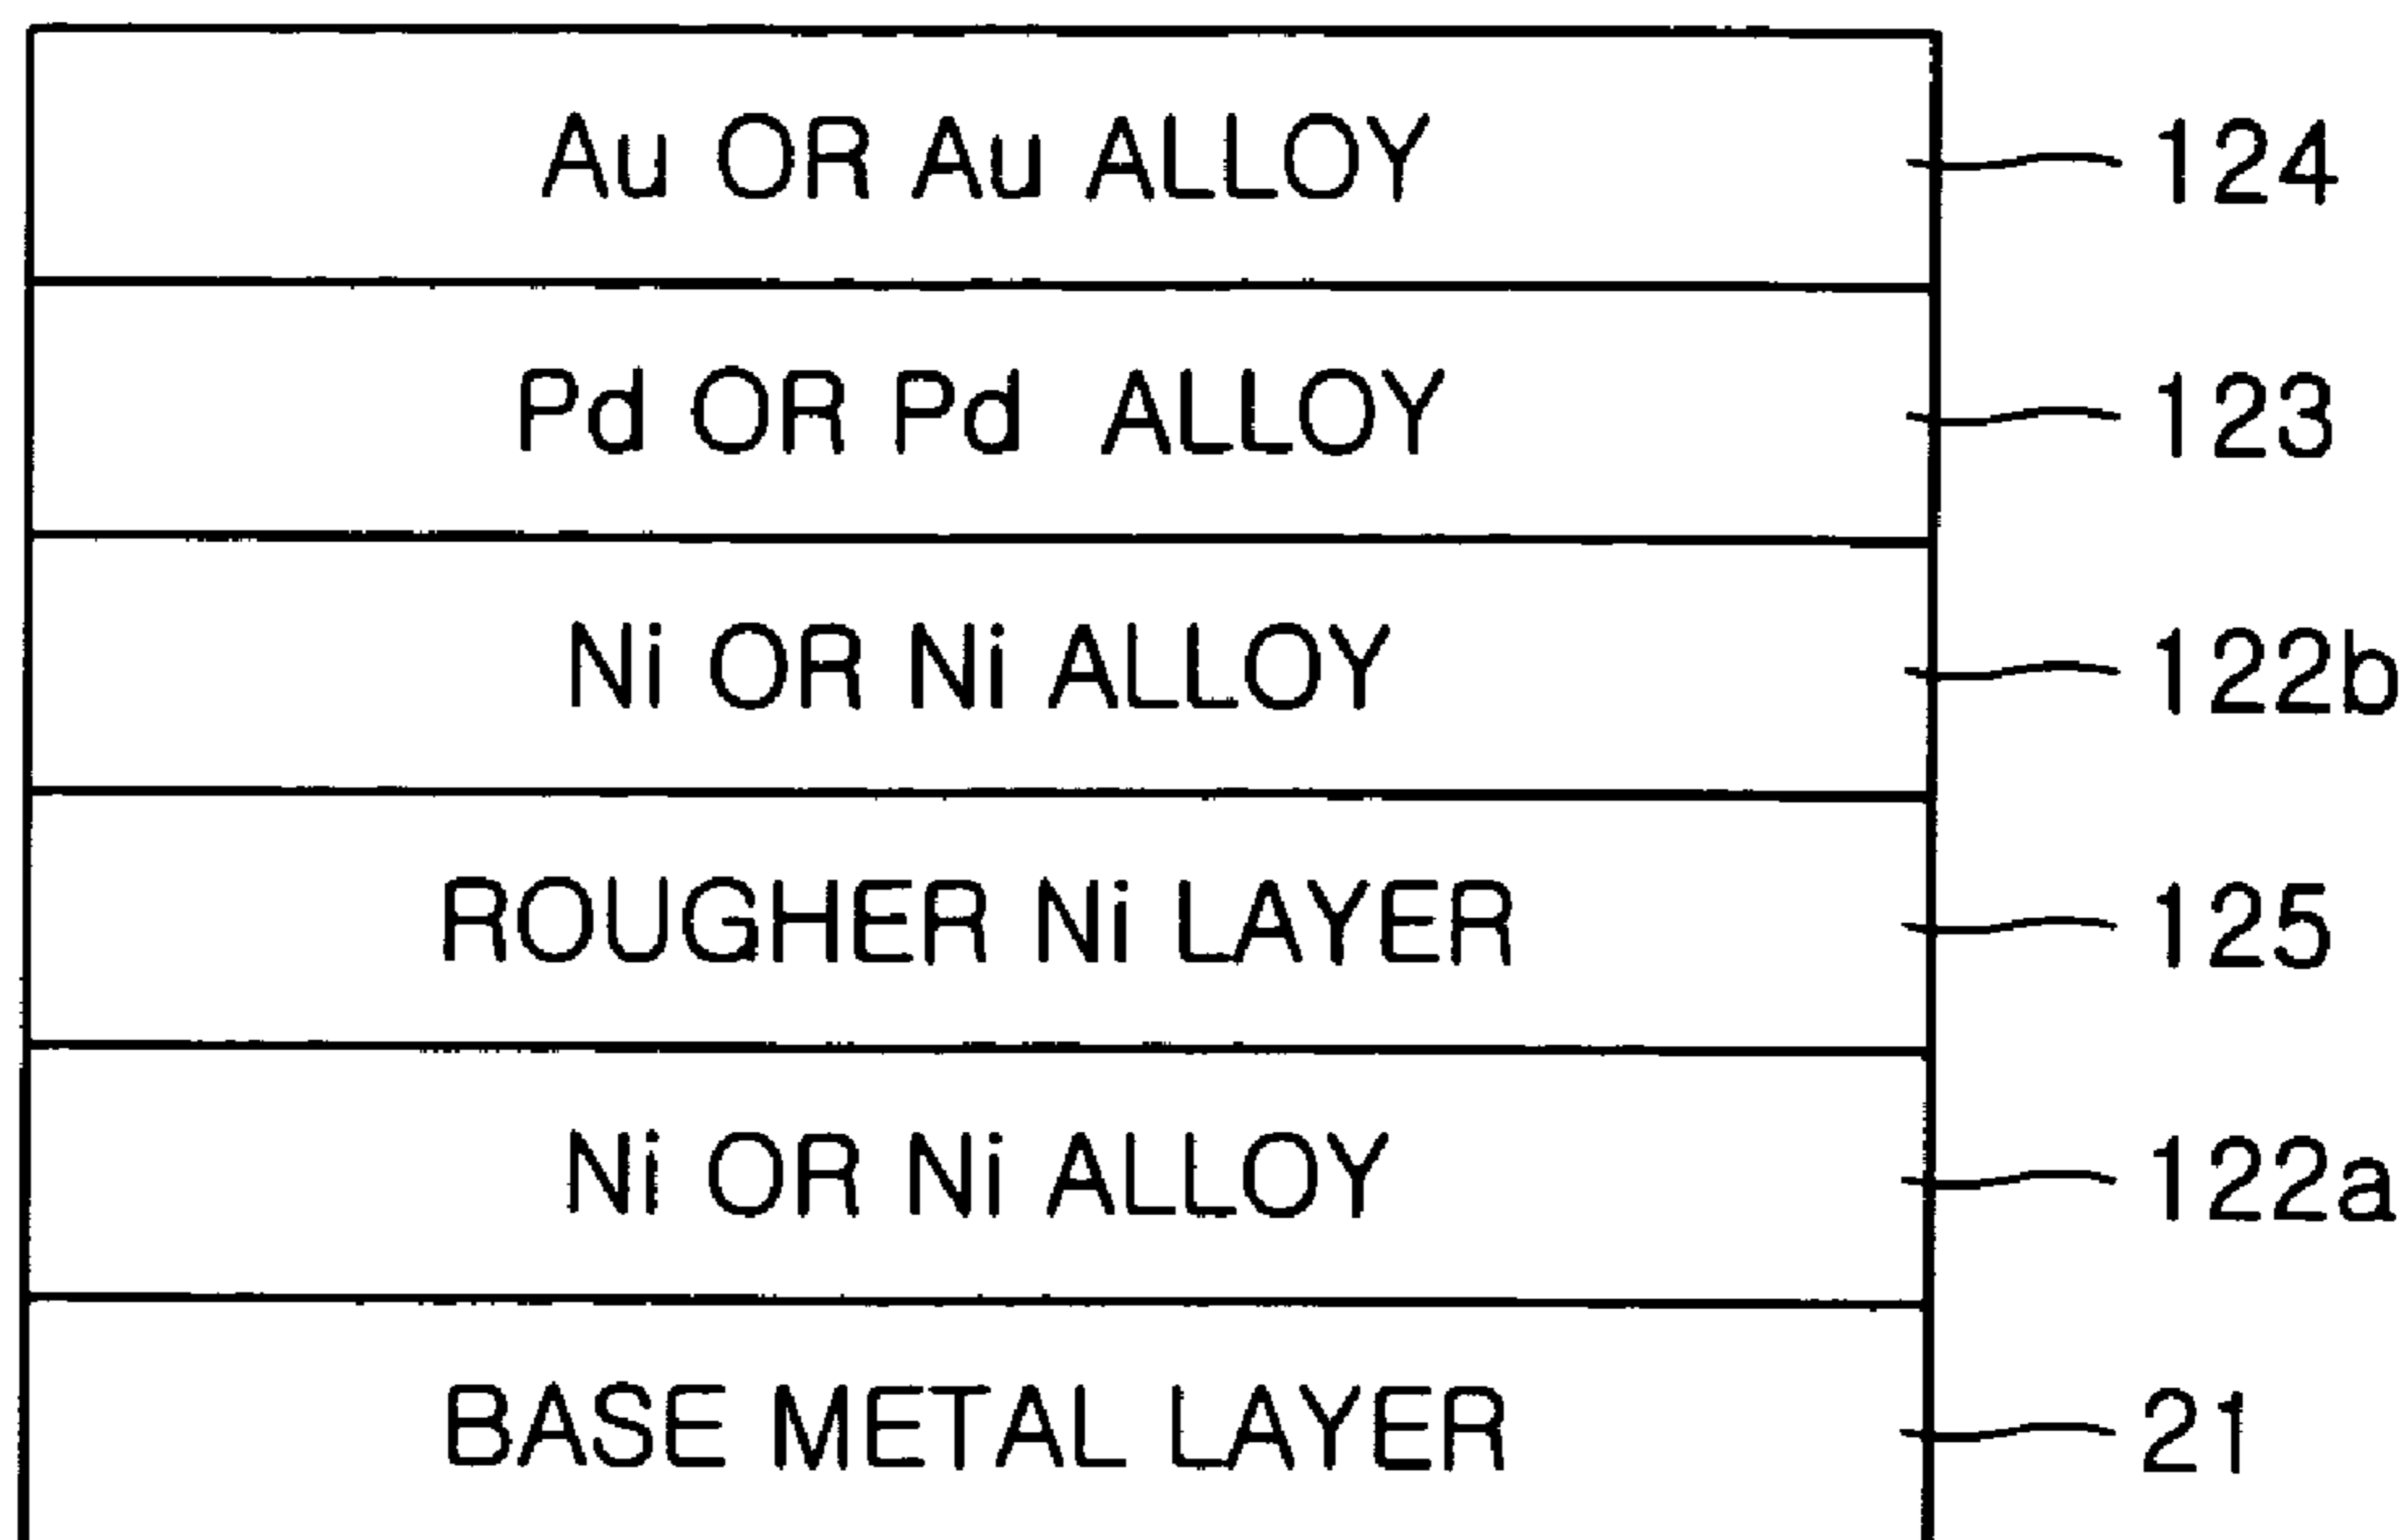 Au OR Au ALLOY 124
Pd OR Pd ALLOY 123
Ni OR Ni ALLOY 122b
ROUGHER Ni LAYER 125
Ni OR Ni ALLOY 122a
BASE METAL LAYER 21